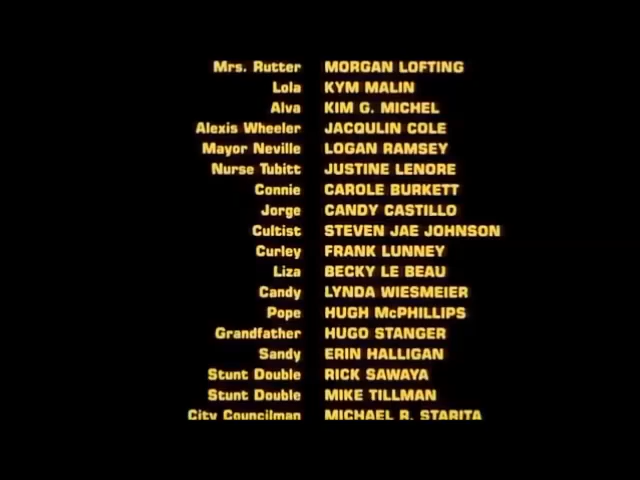 Mrs. Rutter MORGAN LOFTING
Lola KYM MALIN
Alva KIM G. MICHEL
Alexis Wheeler JACQULIN COLE
Mayor Neville LOGAN RAMSEY
Nurse Tubitt JUSTINE LENORE
Connie CAROLE BURKETT
Jorge CANDY CASTILLO
Cultist STEVEN JAE JOHNSON
Curley FRANK LUNNEY
Liza BECKY LE BEAU
Candy LYNDA WIESMEIER
Pope HUGH McPHILLIPS
Grandfather HUGO STANGER
Sandy ERIN HALLIGAN
Stunt Double RICK SAWAYA
Stunt Double MIKE TILLMAN
City Councilman MICHAEL R. STARITA